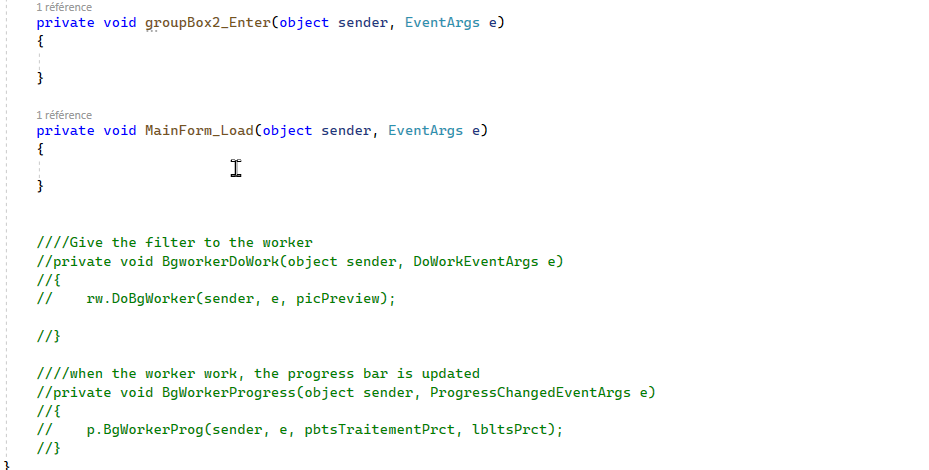 1 référence
private void groupBox2_Enter(object sender, EventArgs e)
{
}
1 référence
private void MainForm_Load(object sender, EventArgs e)
{
}
////Give the filter to the worker
//private void BgworkerDoWork(object sender, DoWorkEventArgs e)
//{
//    rw.DoBgWorker(sender, e, picPreview);
//}
////when the worker work, the progress bar is updated
//private void BgWorkerProgress(object sender, ProgressChangedEventArgs e)
//{
//    p.BgWorkerProg(sender, e, pbtsTraitementPrct, lbltsPrct);
//}
}